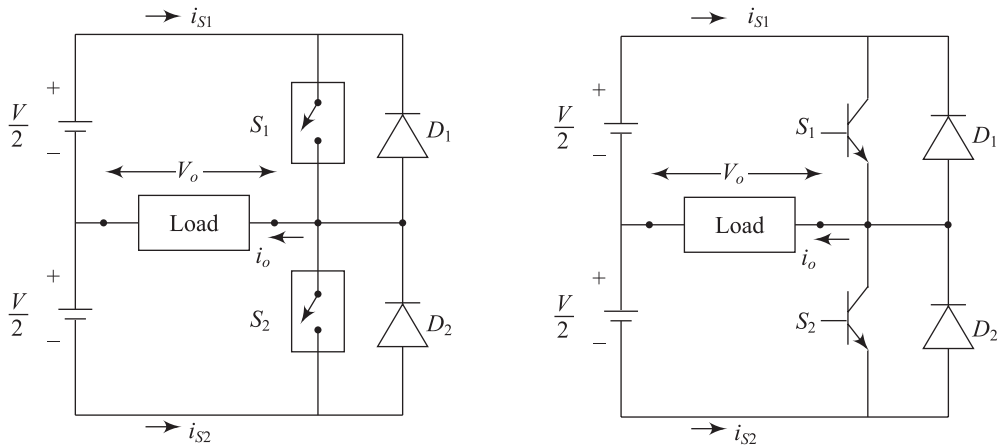 i_S1
+
V/2
−
S_1
D_1
V_o
Load
i_o
+
V/2
−
S_2
D_2
i_S2
i_S1
+
V/2
−
S_1
D_1
V_o
Load
i_o
+
V/2
−
S_2
D_2
i_S2